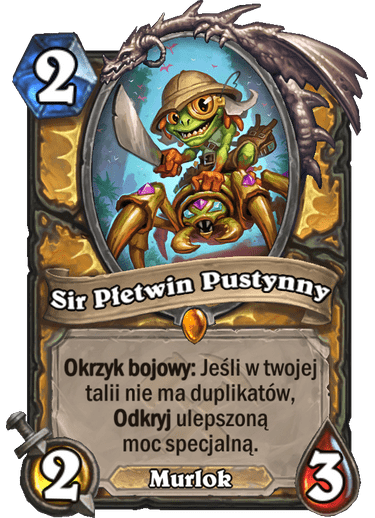 2
Sir Płetwin Pustynny
Okrzyk bojowy: Jeśli w twojej
talii nie ma duplikatów,
Odkryj ulepszoną
moc specjalną.
2
Murlok
3